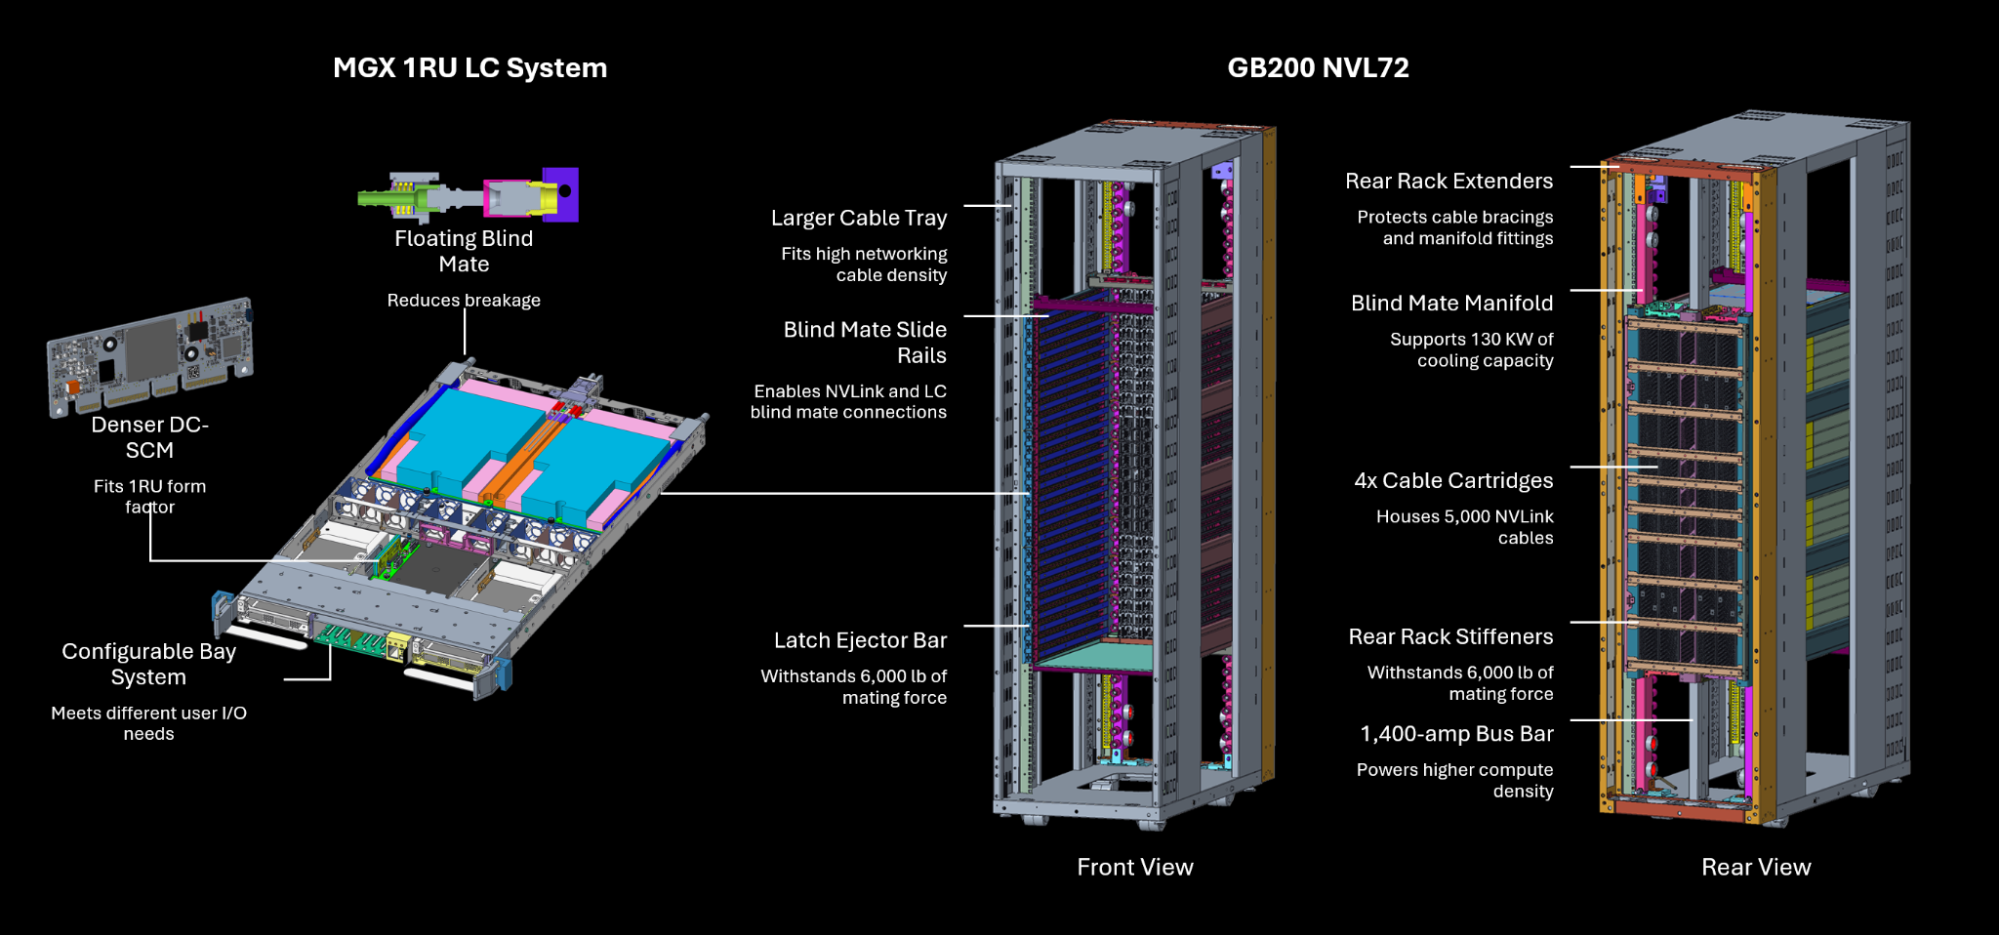 MGX 1RU LC System
GB200 NVL72
Floating Blind
Mate
Reduces breakage
Denser DC-
SCM
Fits 1RU form
factor
Configurable Bay
System
Meets different user I/O
needs
Larger Cable Tray
Fits high networking
cable density
Blind Mate Slide
Rails
Enables NVLink and LC
blind mate connections
Latch Ejector Bar
Withstands 6,000 lb of
mating force
Front View
Rear Rack Extenders
Protects cable bracings
and manifold fittings
Blind Mate Manifold
Supports 130 KW of
cooling capacity
4x Cable Cartridges
Houses 5,000 NVLink
cables
Rear Rack Stiffeners
Withstands 6,000 lb of
mating force
1,400-amp Bus Bar
Powers higher compute
density
Rear View